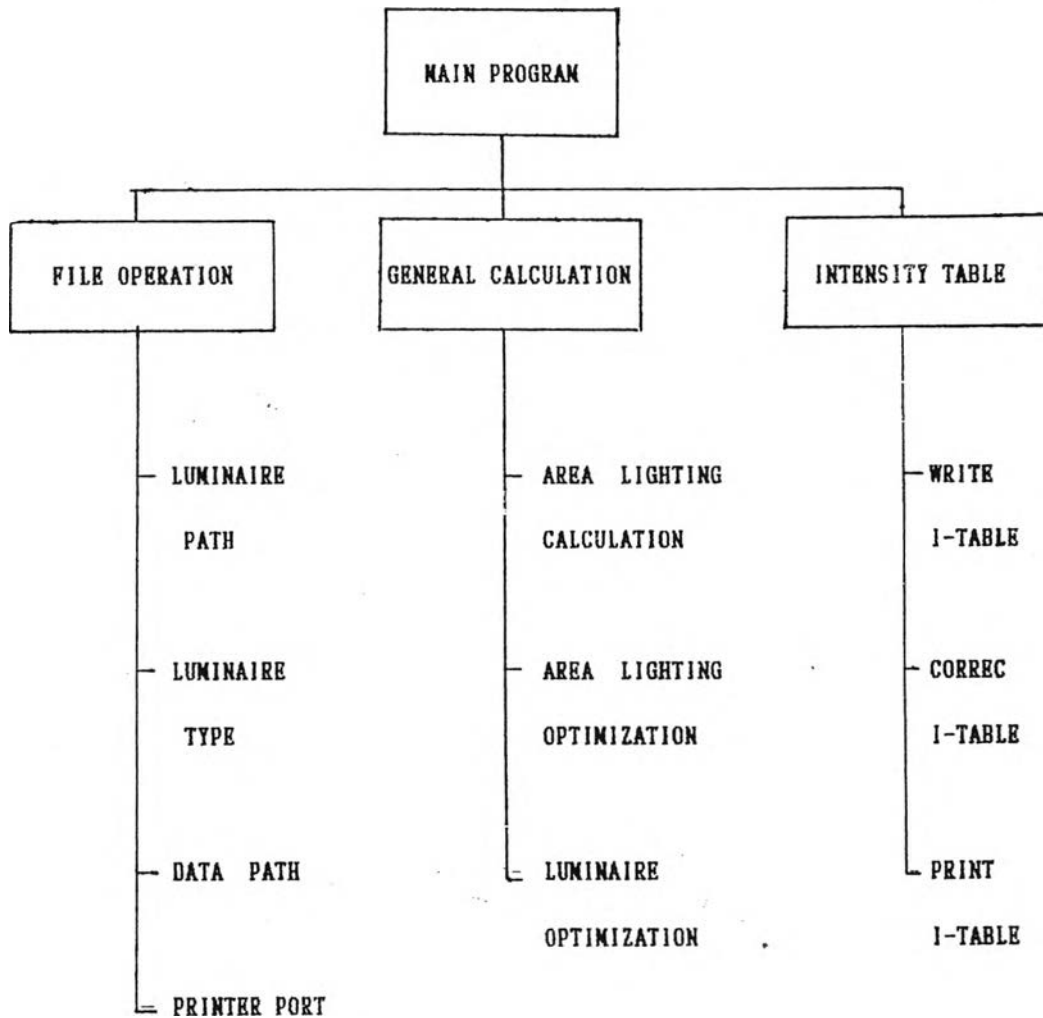 MAIN PROGRAM
FILE OPERATION
GENERAL CALCULATION
INTENSITY TABLE
LUMINAIRE
PATH
LUMINAIRE
TYPE
DATA PATH
PRINTER PORT
AREA LIGHTING
CALCULATION
AREA LIGHTING
OPTIMIZATION
LUMINAIRE
OPTIMIZATION
WRITE
I-TABLE
CORREC
I-TABLE
PRINT
I-TABLE